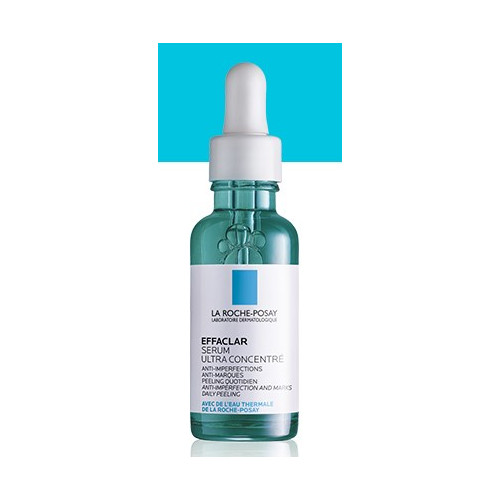 LA ROCHE-POSAY
LABORATOIRE DERMATOLOGIQUE
EFFACLAR
SERUM
ULTRA CONCENTRÉ
ANTI-IMPERFECTIONS
ANTI-MARQUES
PEELING QUOTIDIEN
ANTI-IMPERFECTION AND MARKS
DAILY PEELING
AVEC DE L'EAU THERMALE
DE LA ROCHE-POSAY